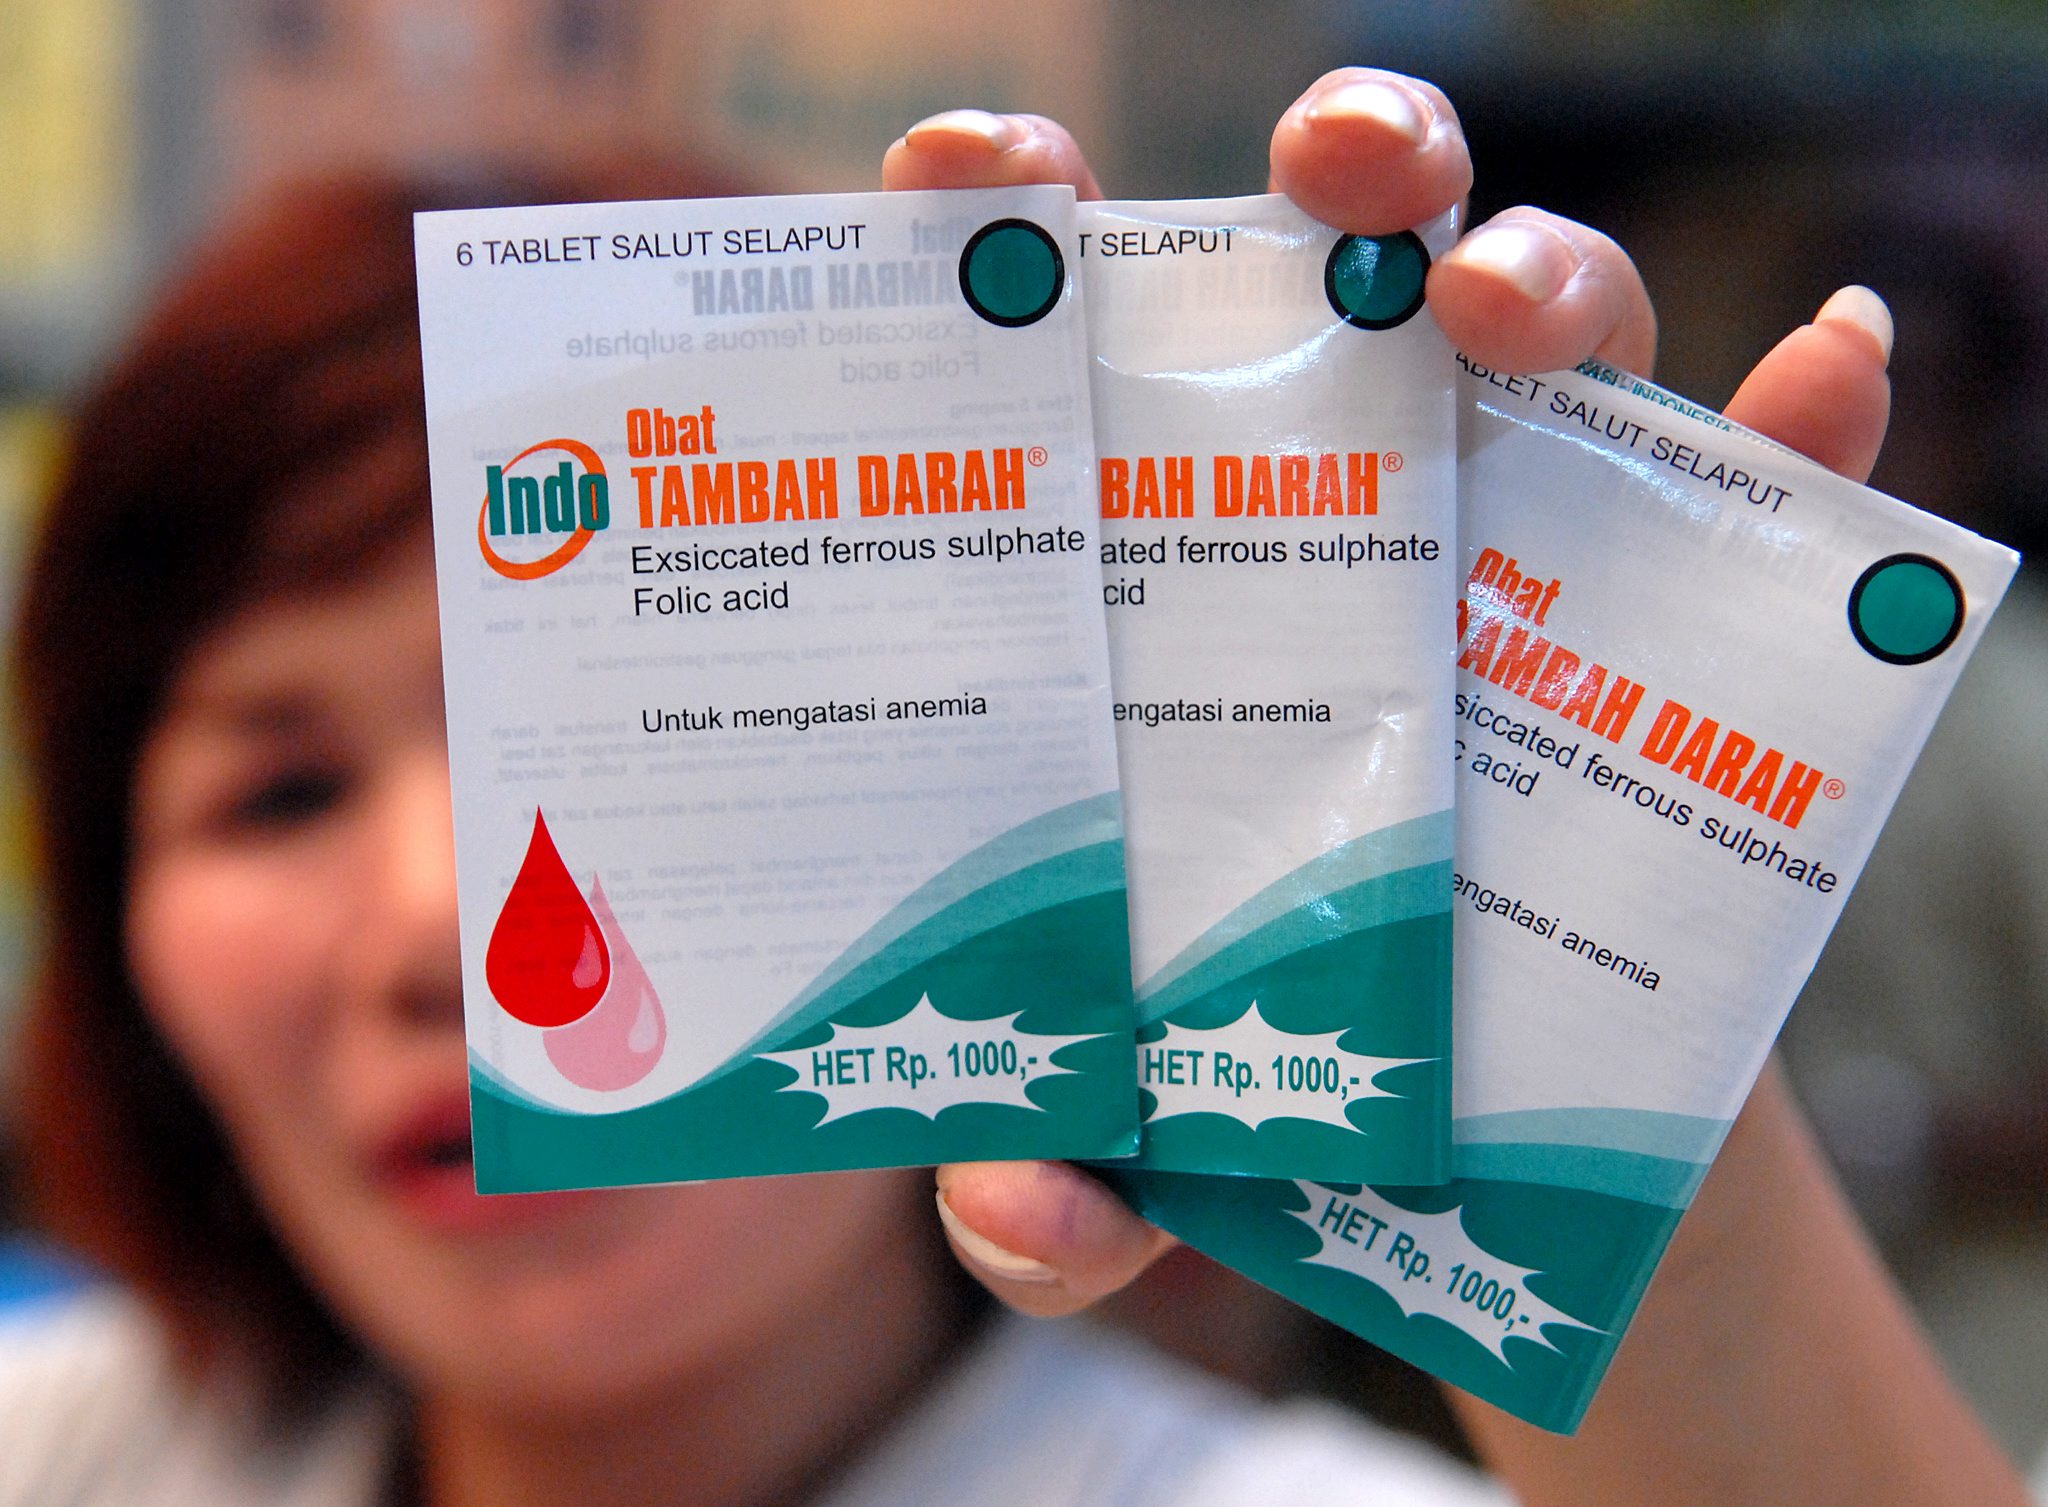 6 TABLET SALUT SELAPUT
Indo
Obat
TAMBAH DARAH®
Exsiccated ferrous sulphate
Folic acid
Untuk mengatasi anemia
HET Rp. 1000,-
T SELAPUT
BAH DARAH®
ated ferrous sulphate
cid
engatasi anemia
HET Rp. 1000,-
INDONESIA
ABLET SALUT SELAPUT
Obat
TAMBAH DARAH®
siccated ferrous sulphate
c acid
engatasi anemia
HET Rp. 1000,-